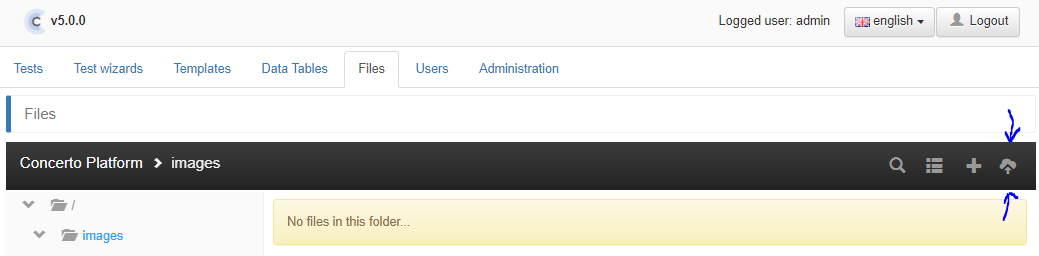 v5.0.0 Logged user: admin english Logout
Tests Test wizards Templates Data Tables Files Users Administration
Files
Concerto Platform images
/
No files in this folder...
images